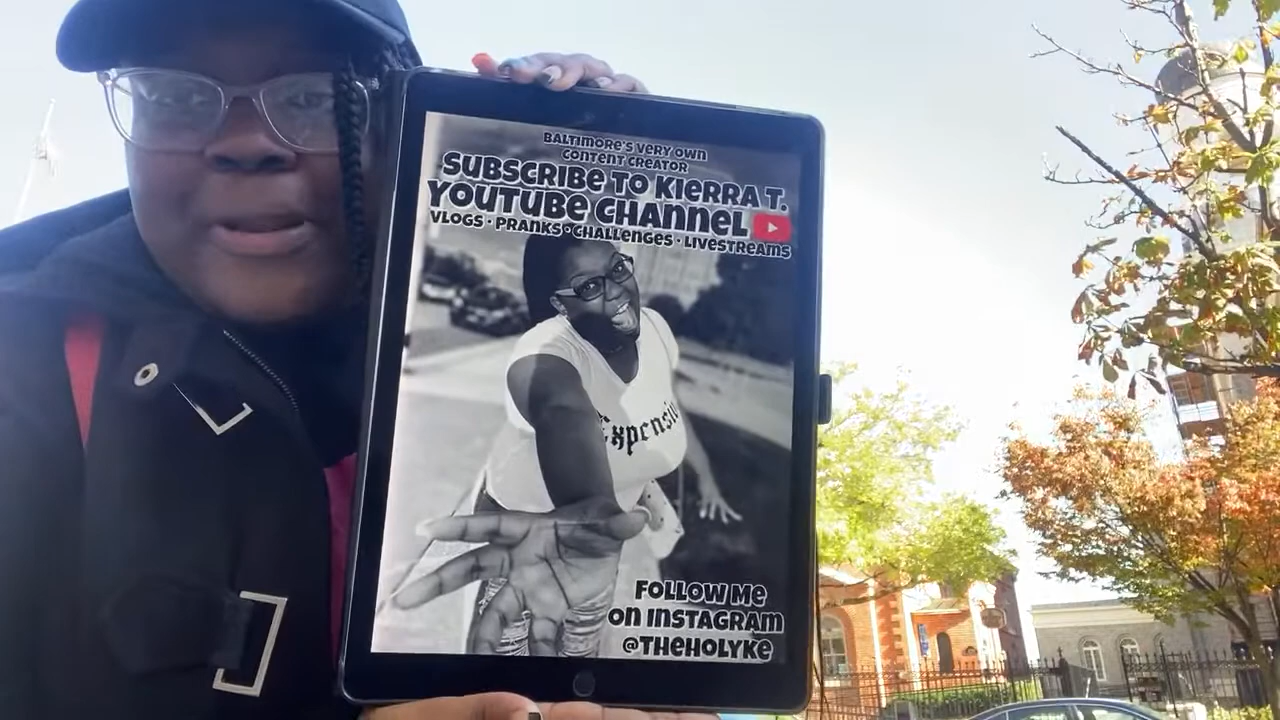 BALTIMORE'S VERY OWN
CONTENT CREATOR
SUBSCRIBE TO KIERRA T.
YOUTUBE CHANNEL
VLOGS · PRANKS · CHALLENGES · LIVESTREAMS
Expensiv
FOLLOW ME
ON INSTAGRAM
@THEHOLYKE